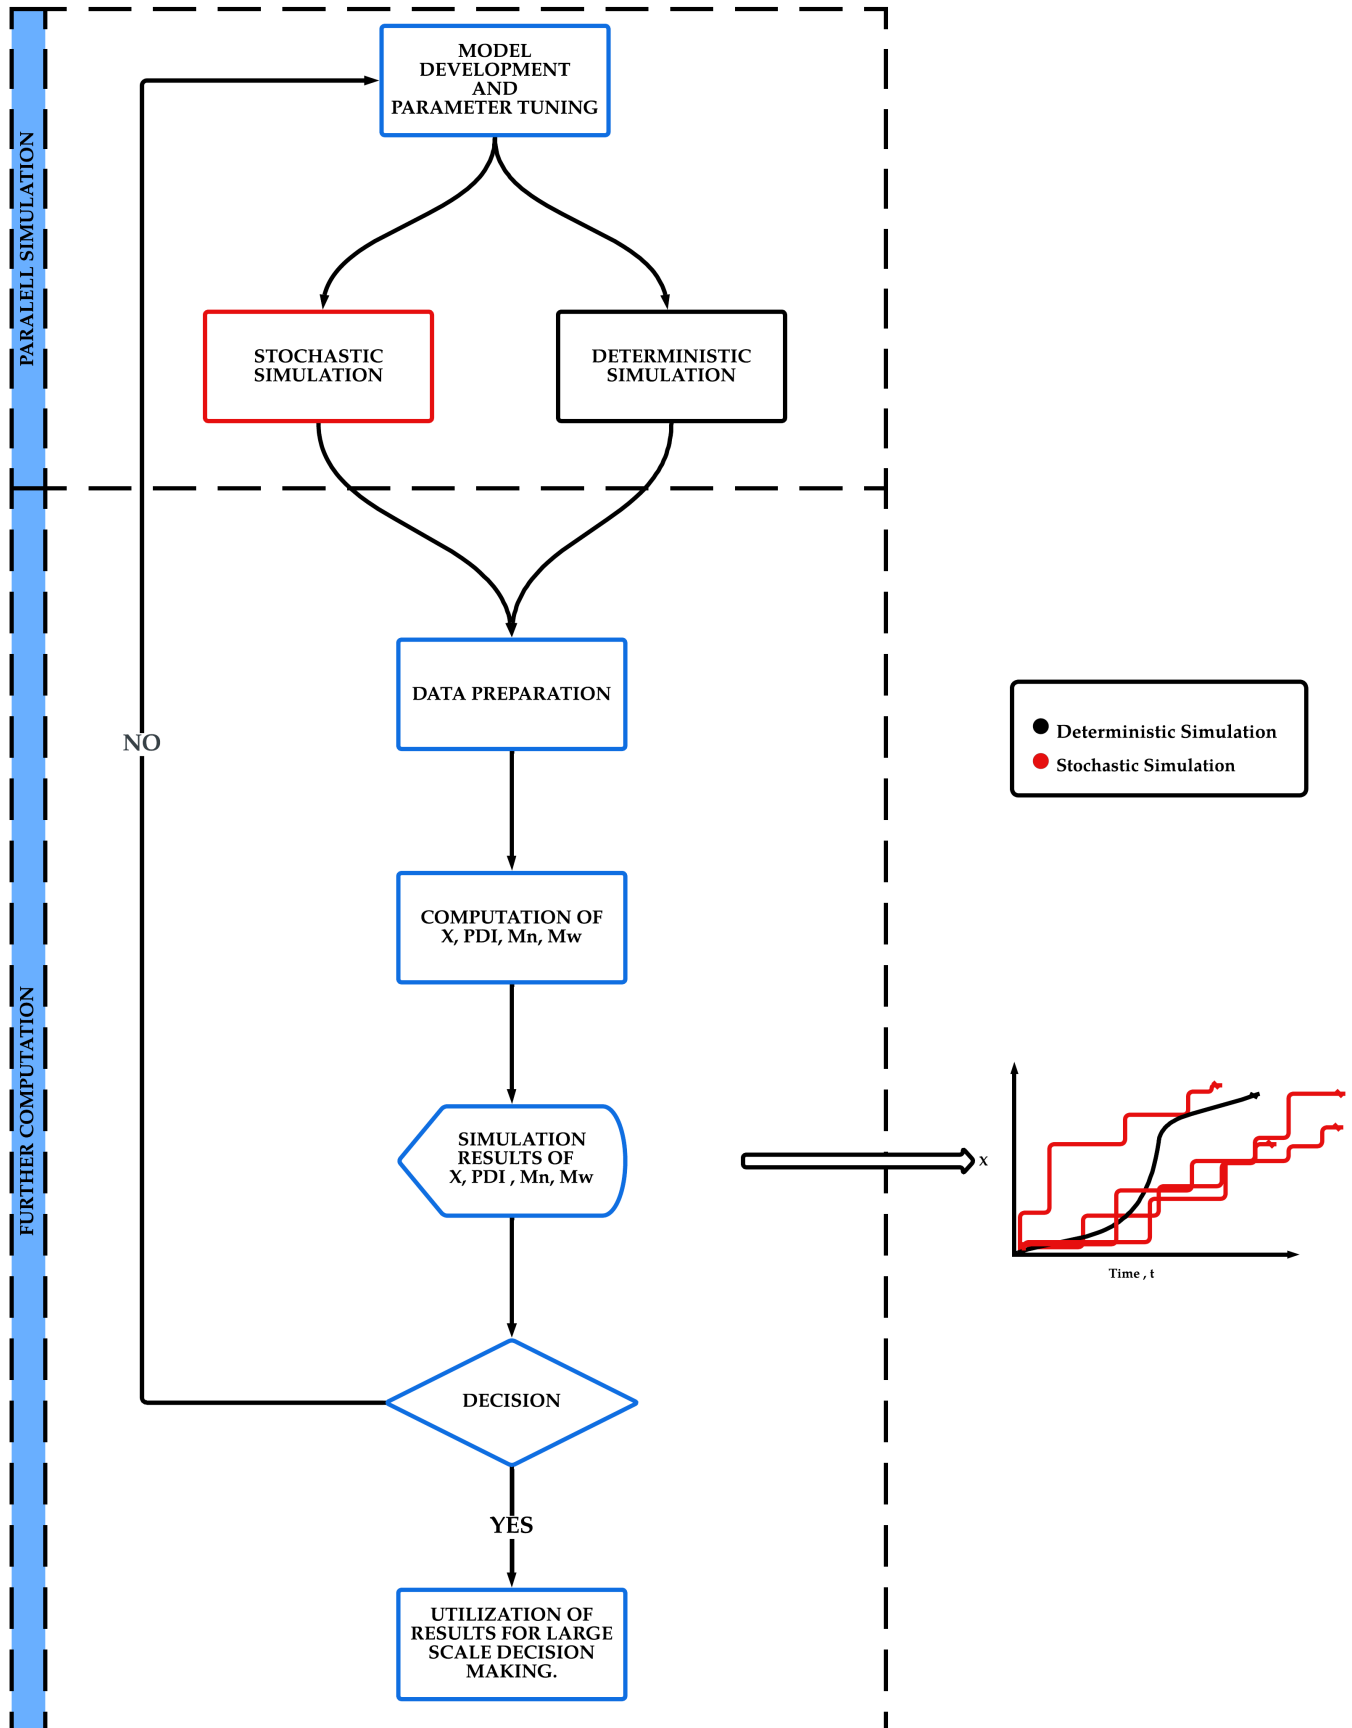 PARALELL SIMULATION
MODEL
DEVELOPMENT
AND
PARAMETER TUNING
STOCHASTIC
SIMULATION
DETERMINISTIC
SIMULATION
FURTHER COMPUTATION
DATA PREPARATION
NO
COMPUTATION OF
X, PDI, Mn, Mw
SIMULATION
RESULTS OF
X, PDI , Mn, Mw
DECISION
YES
UTILIZATION OF
RESULTS FOR LARGE
SCALE DECISION
MAKING.
Deterministic Simulation
Stochastic Simulation
X
Time , t